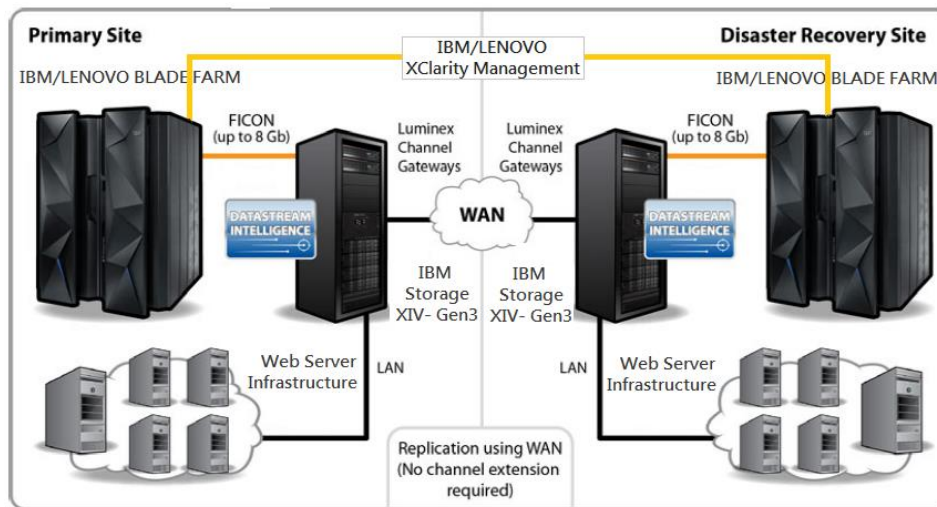 Primary Site
IBM/LENOVO BLADE FARM
IBM/LENOVO
XClarity Management
Disaster Recovery Site
IBM/LENOVO BLADE FARM
FICON
(up to 8 Gb)
Luminex
Channel
Gateways
Luminex
Channel
Gateways
FICON
(up to 8 Gb)
DATASTREAM
INTELLIGENCE
WAN
DATASTREAM
INTELLIGENCE
IBM
Storage
XIV- Gen3
IBM
Storage
XIV- Gen3
Web Server
Infrastructure
LAN
LAN
Web Server
Infrastructure
Replication using WAN
(No channel extension
required)